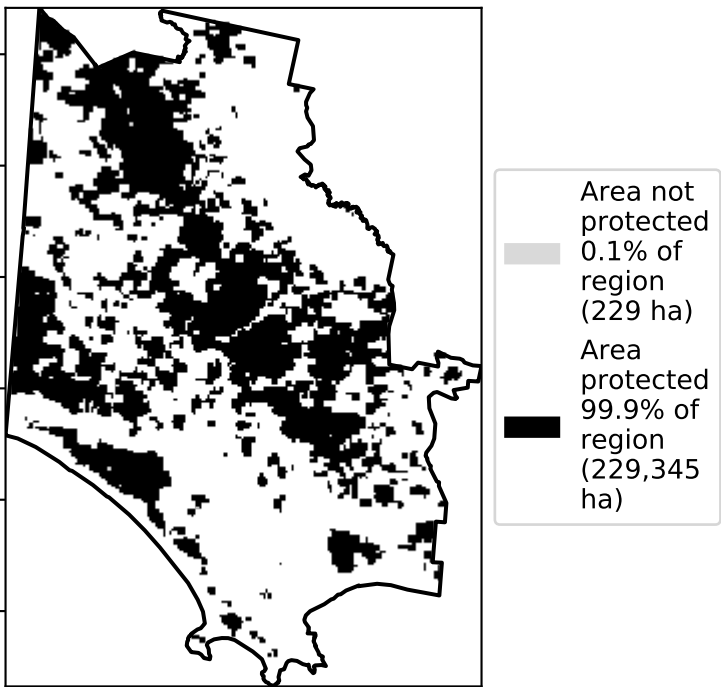 Area not
protected
0.1% of
region
(229 ha)
Area
protected
99.9% of
region
(229,345
ha)